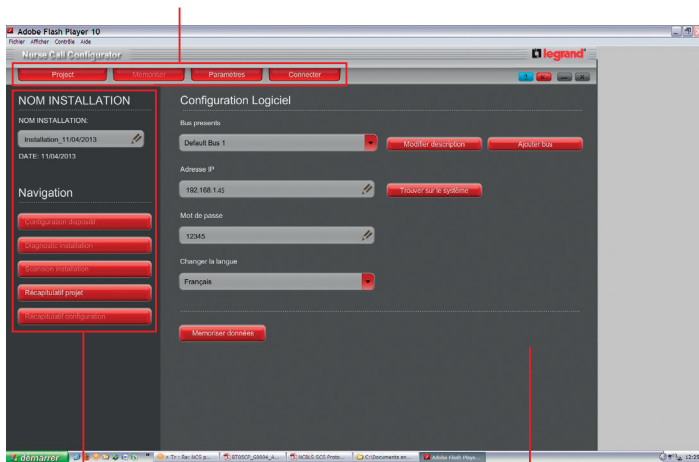 Adobe Flash Player 10
Fichier Afficher Contrôle Aide
Nurse Call Configurator
legrand
Project Memoriser Paramètres Connecter
?
NOM INSTALLATION
NOM INSTALLATION:
Installation_11/04/2013
DATE: 11/04/2013
Navigation
Configuration dispositif
Diagnostic installation
Scansion installation
Récapitulatif projet
Récapitulatif configuration
Configuration Logiciel
Bus presents
Default Bus 1
Modifier description
Ajouter bus
Adresse IP
192.168.1.45
Trouver sur le système
Mot de passe
12345
Changer la langue
Français
Memoriser données
démarrer
Adobe Flash Playe...